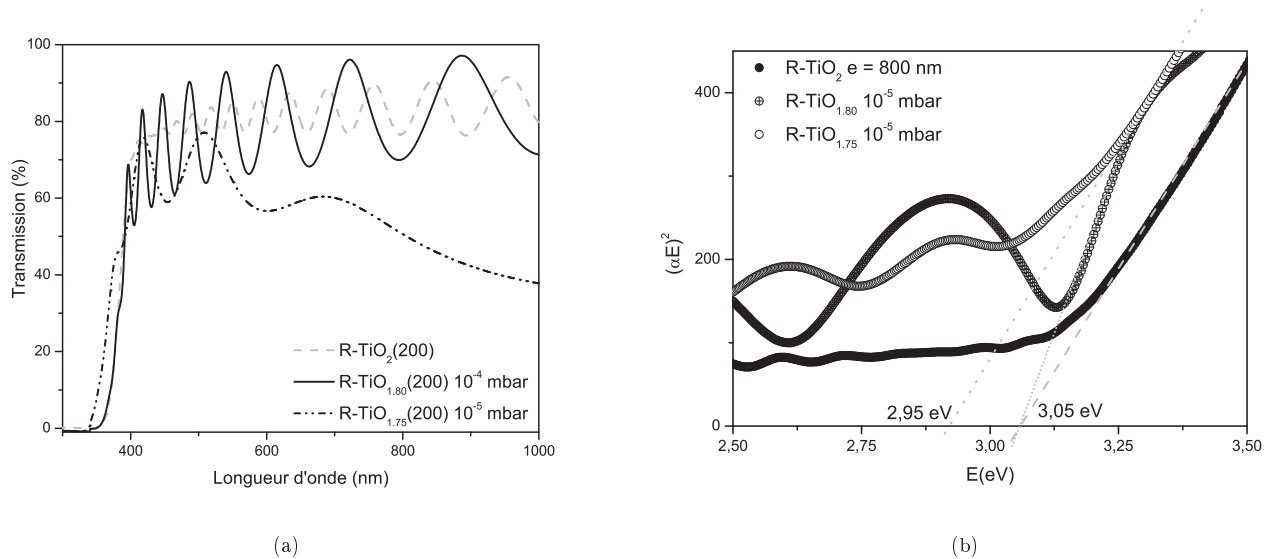 100
80
60
40
20
0
400
600
800
1000
Transmission (%)
Longueur d'onde (nm)
R-TiO2(200)
R-TiO1.80(200) 10-4 mbar
R-TiO1.75(200) 10-5 mbar
(a)
R-TiO2 e = 800 nm
R-TiO1.80 10-5 mbar
R-TiO1.75 10-5 mbar
400
200
0
(αE)2
2,95 eV
3,05 eV
2,50
2,75
3,00
3,25
3,50
E(eV)
(b)